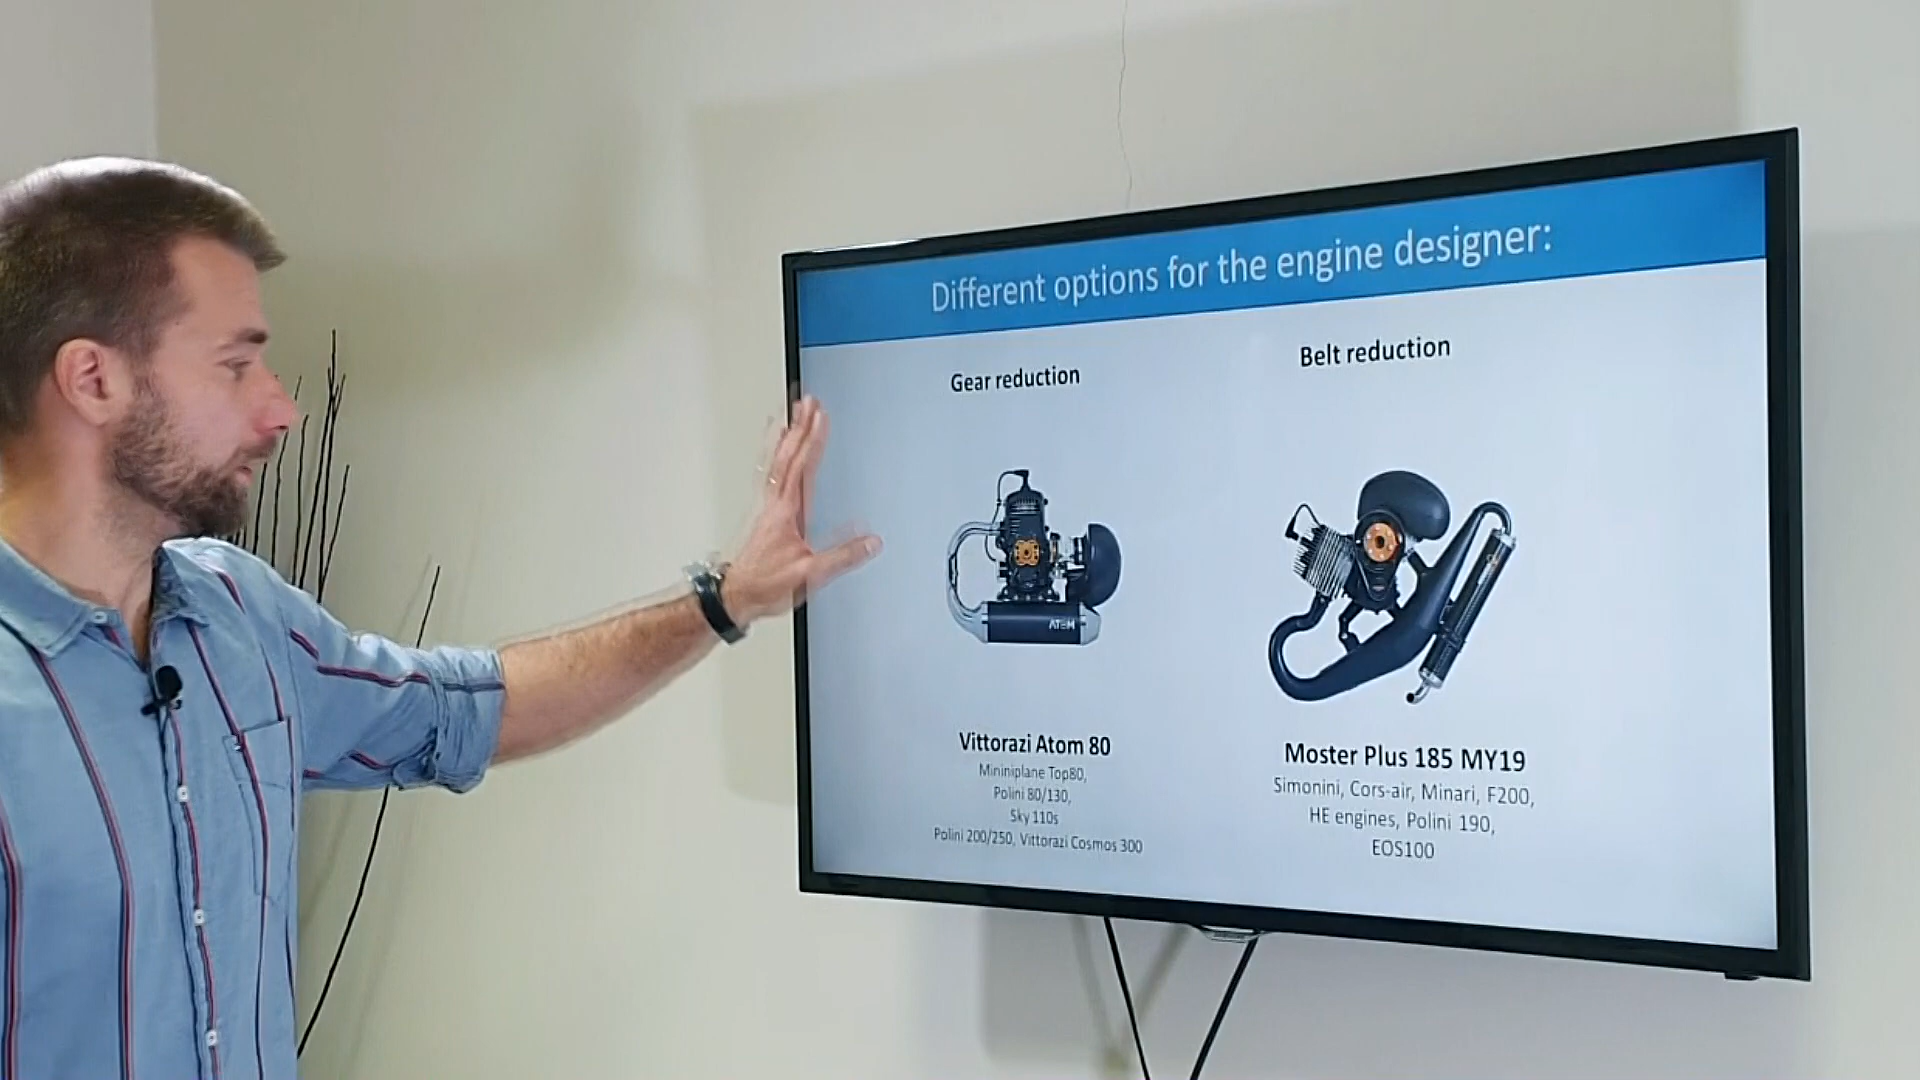 Different options for the engine designer:
Gear reduction
Belt reduction
ATOM
Vittorazi Atom 80
Mininiplane Top80,
Polini 80/130,
Sky 110s
Polini 200/250, Vittorazi Cosmos 300
Moster Plus 185 MY19
Simonini, Cors-air, Minari, F200,
HE engines, Polini 190,
EOS100